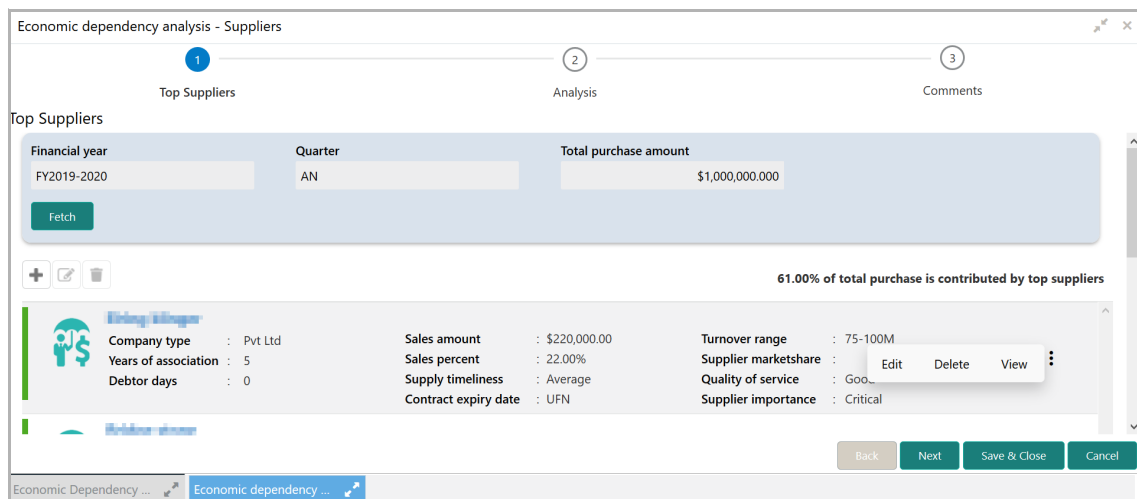 Economic dependency analysis - Suppliers
1 2 3
Top Suppliers Analysis Comments
Top Suppliers
Financial year Quarter Total purchase amount
FY2019-2020 AN $1,000,000.000
Fetch
61.00% of total purchase is contributed by top suppliers
Company type : Pvt Ltd Sales amount : $220,000.00 Turnover range : 75-100M
Years of association : 5 Sales percent : 22.00% Supplier marketshare : Edit Delete View
Debtor days : 0 Supply timeliness : Average Quality of service : Good
Contract expiry date : UFN Supplier importance : Critical
Back Next Save & Close Cancel
Economic Dependency ... Economic dependency ...